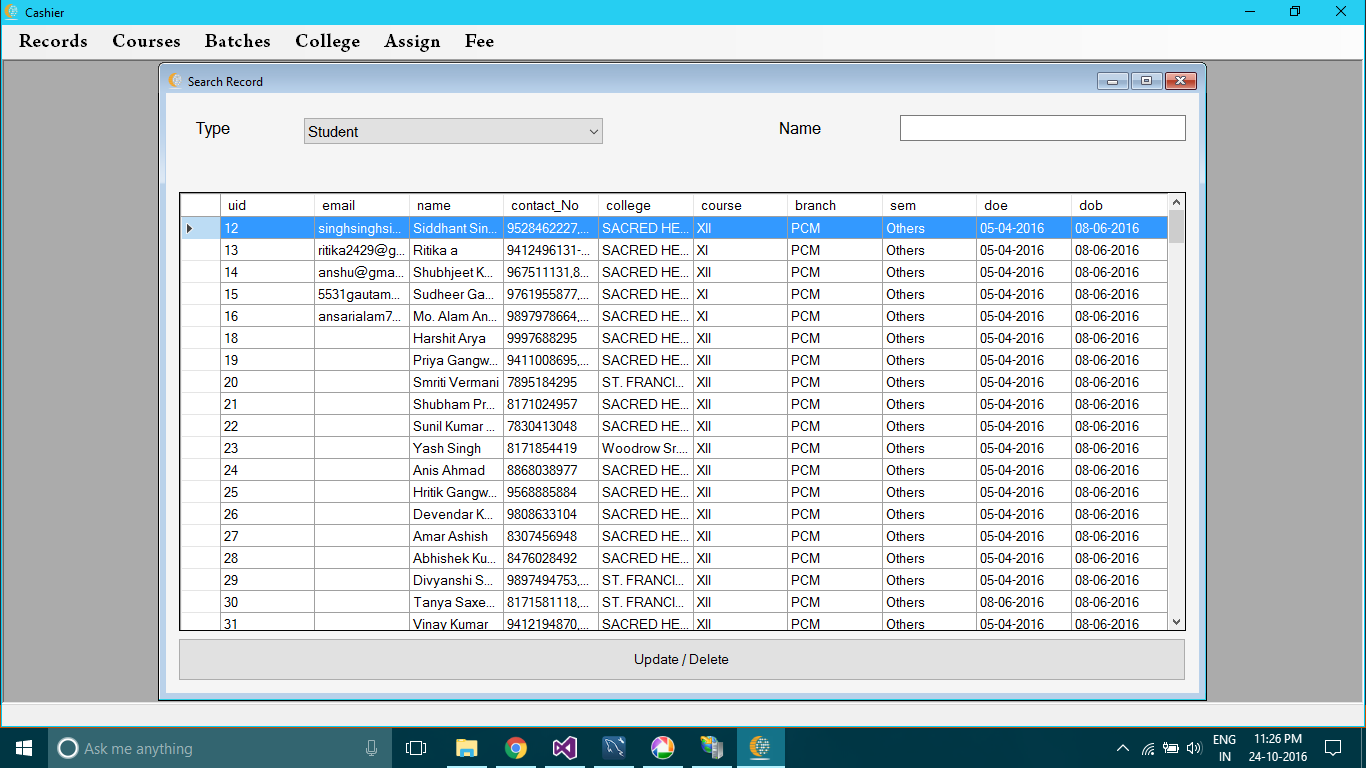 Cashier
Records Courses Batches College Assign Fee
Search Record
Type Student Name
uid email name contact_No college course branch sem doe dob
12 singhsinghsi... Siddhant Sin... 9528462227,... SACRED HE... XII PCM Others 05-04-2016 08-06-2016
13 ritika2429@g... Ritika a 9412496131-... SACRED HE... XI PCM Others 05-04-2016 08-06-2016
14 anshu@gma... Shubhjeet K... 967511131,8... SACRED HE... XII PCM Others 05-04-2016 08-06-2016
15 5531gautam... Sudheer Ga... 9761955877,... SACRED HE... XI PCM Others 05-04-2016 08-06-2016
16 ansarialam7... Mo. Alam An... 9897978664,... SACRED HE... XII PCM Others 05-04-2016 08-06-2016
18 Harshit Arya 9997688295 SACRED HE... XII PCM Others 05-04-2016 08-06-2016
19 Priya Gangw... 9411008695,... SACRED HE... XII PCM Others 05-04-2016 08-06-2016
20 Smriti Vermani 7895184295 ST. FRANCI... XII PCM Others 05-04-2016 08-06-2016
21 Shubham Pr... 8171024957 SACRED HE... XII PCM Others 05-04-2016 08-06-2016
22 Sunil Kumar ... 7830413048 SACRED HE... XII PCM Others 05-04-2016 08-06-2016
23 Yash Singh 8171854419 Woodrow Sr.... XII PCM Others 05-04-2016 08-06-2016
24 Anis Ahmad 8868038977 SACRED HE... XII PCM Others 05-04-2016 08-06-2016
25 Hritik Gangw... 9568885884 SACRED HE... XII PCM Others 05-04-2016 08-06-2016
26 Devendar K... 9808633104 SACRED HE... XII PCM Others 05-04-2016 08-06-2016
27 Amar Ashish 8307456948 SACRED HE... XII PCM Others 05-04-2016 08-06-2016
28 Abhishek Ku... 8476028492 SACRED HE... XII PCM Others 05-04-2016 08-06-2016
29 Divyanshi S... 9897494753,... ST. FRANCI... XII PCM Others 05-04-2016 08-06-2016
30 Tanya Saxe... 8171581118,... ST. FRANCI... XII PCM Others 08-06-2016 08-06-2016
31 Vinay Kumar 9412194870,... SACRED HE... XII PCM Others 05-04-2016 08-06-2016
Update / Delete
Ask me anything
ENG 11:26 PM
IN 24-10-2016